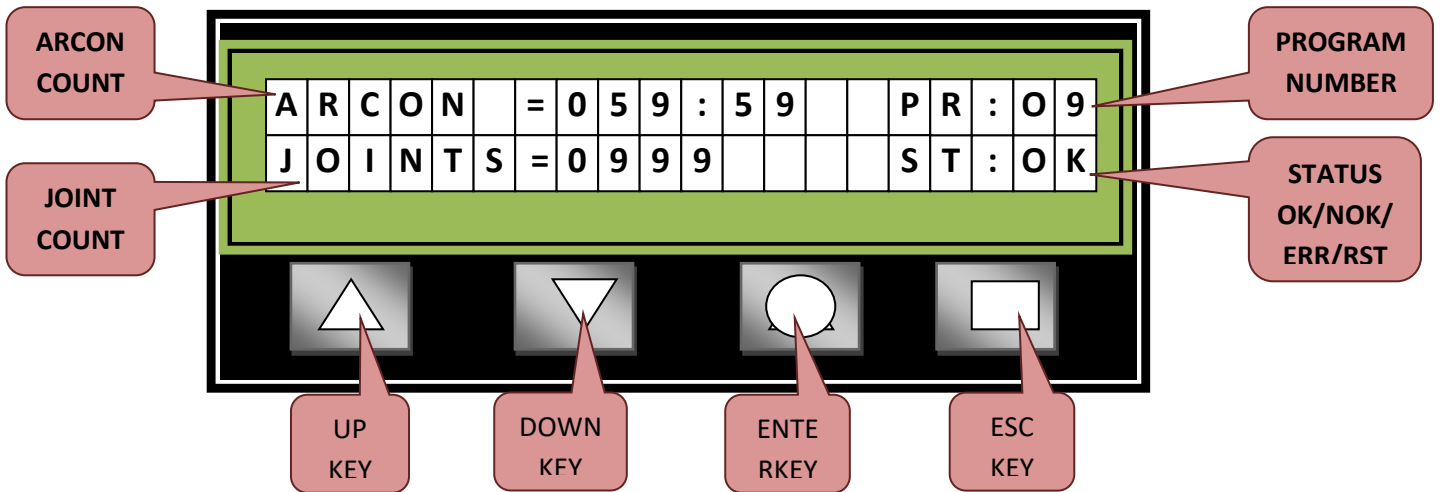 ARCON
COUNT
PROGRAM
NUMBER
ARCON =059:59 PR:O9
JOINTS=0999 ST:OK
JOINT
COUNT
STATUS
OK/NOK/
ERR/RST
UP
KEY
DOWN
KEY
ENTE
RKEY
ESC
KEY